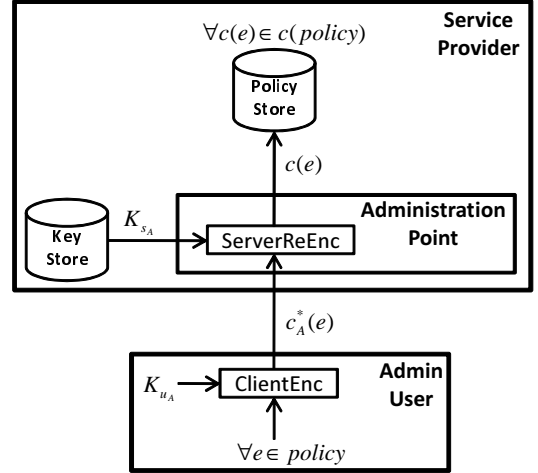 ∀c(e) ∈ c(policy)
Service
Provider
Policy
Store
c(e)
K_{s_A}
Key
Store
Administration
Point
ServerReEnc
c*_A(e)
K_{u_A}
ClientEnc
Admin
User
∀e ∈ policy